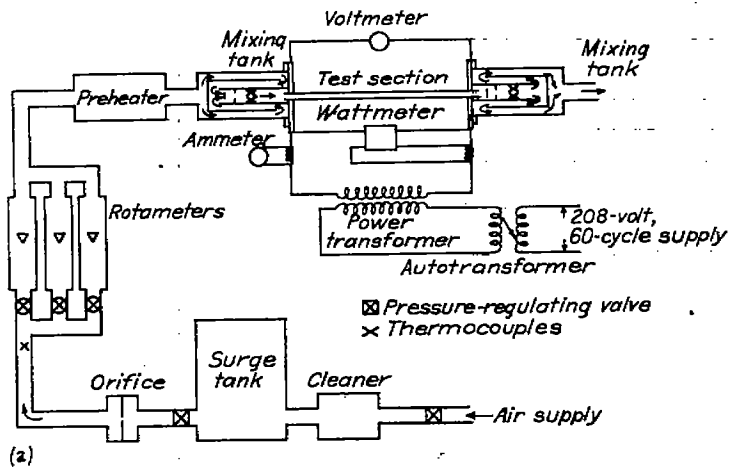 Voltmeter
Mixing
tank
Mixing
tank
Test section
Preheater
Wattmeter
Ammeter
Rotameters
Power
transformer
208-volt,
60-cycle supply
Autotransformer
Pressure-regulating valve
Thermocouples
Surge
tank
Orifice
Cleaner
Air supply
(a)